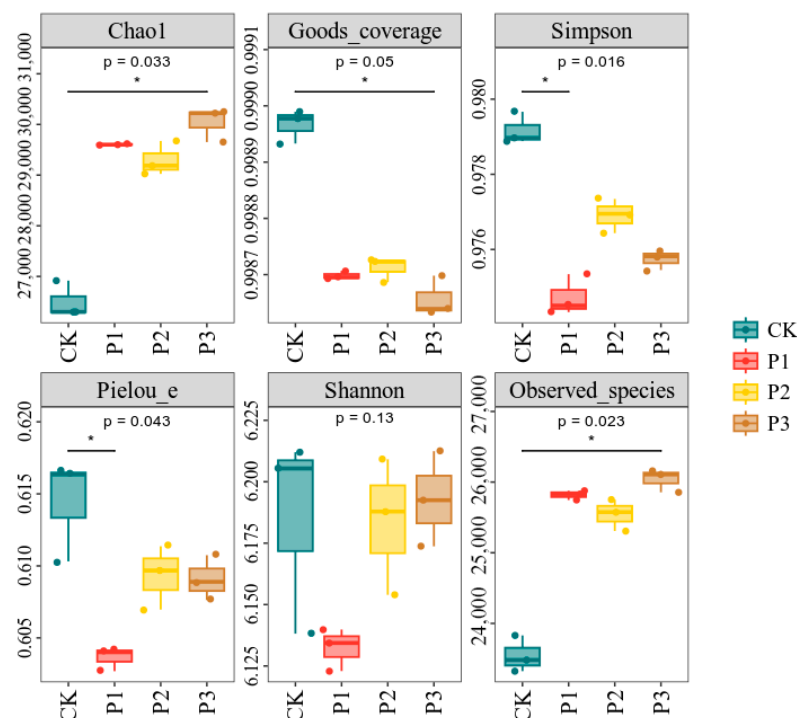 Chao1
p = 0.033
*
31,000
30,000
29,000
28,000
27,000
CK
P1
P2
P3
Goods_coverage
p = 0.05
*
0.9991
0.9990
0.9989
0.9988
0.9987
CK
P1
P2
P3
Simpson
p = 0.016
*
0.980
0.978
0.976
CK
P1
P2
P3
CK
P1
P2
P3
Pielou_e
p = 0.043
*
0.620
0.615
0.610
0.605
CK
P1
P2
P3
Shannon
p = 0.13
6.225
6.200
6.175
6.150
6.125
CK
P1
P2
P3
Observed_species
p = 0.023
*
27,000
26,000
25,000
24,000
CK
P1
P2
P3